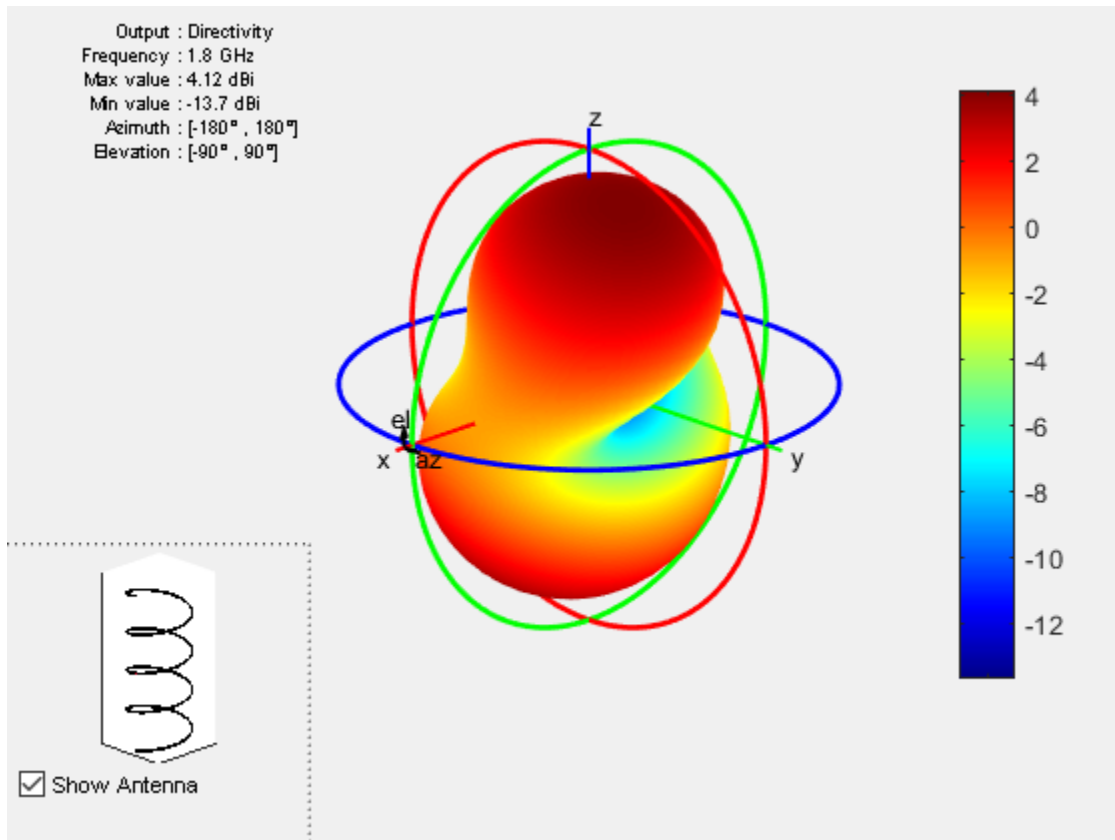 Output : Directivity
Frequency : 1.8 GHz
Max value : 4.12 dBi
Min value : -13.7 dBi
Azimuth : [-180° , 180°]
Elevation : [-90° , 90°]
z
el
x
az
y
4
2
0
-2
-4
-6
-8
-10
-12
Show Antenna